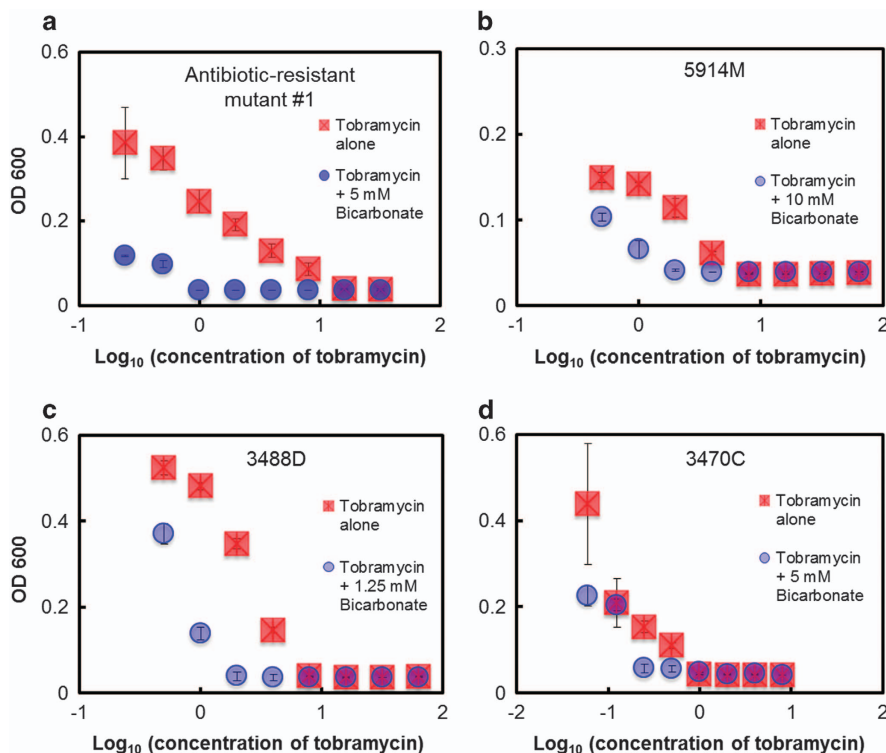 a
0.6
0.4
0.2
0
OD 600
Antibiotic-resistant
mutant #1
Tobramycin
alone
Tobramycin
+ 5 mM
Bicarbonate
-1
0
1
2
Log10 (concentration of tobramycin)
b
0.3
0.2
0.1
0
OD 600
5914M
Tobramycin
alone
Tobramycin
+ 10 mM
Bicarbonate
-1
0
1
2
Log10 (concentration of tobramycin)
c
0.6
0.4
0.2
0
OD 600
3488D
Tobramycin
alone
Tobramycin
+ 1.25 mM
Bicarbonate
-1
0
1
2
Log10 (concentration of tobramycin)
d
0.6
0.4
0.2
0
OD 600
3470C
Tobramycin
alone
Tobramycin
+ 5 mM
Bicarbonate
-2
-1
0
1
2
Log10 (concentration of tobramycin)